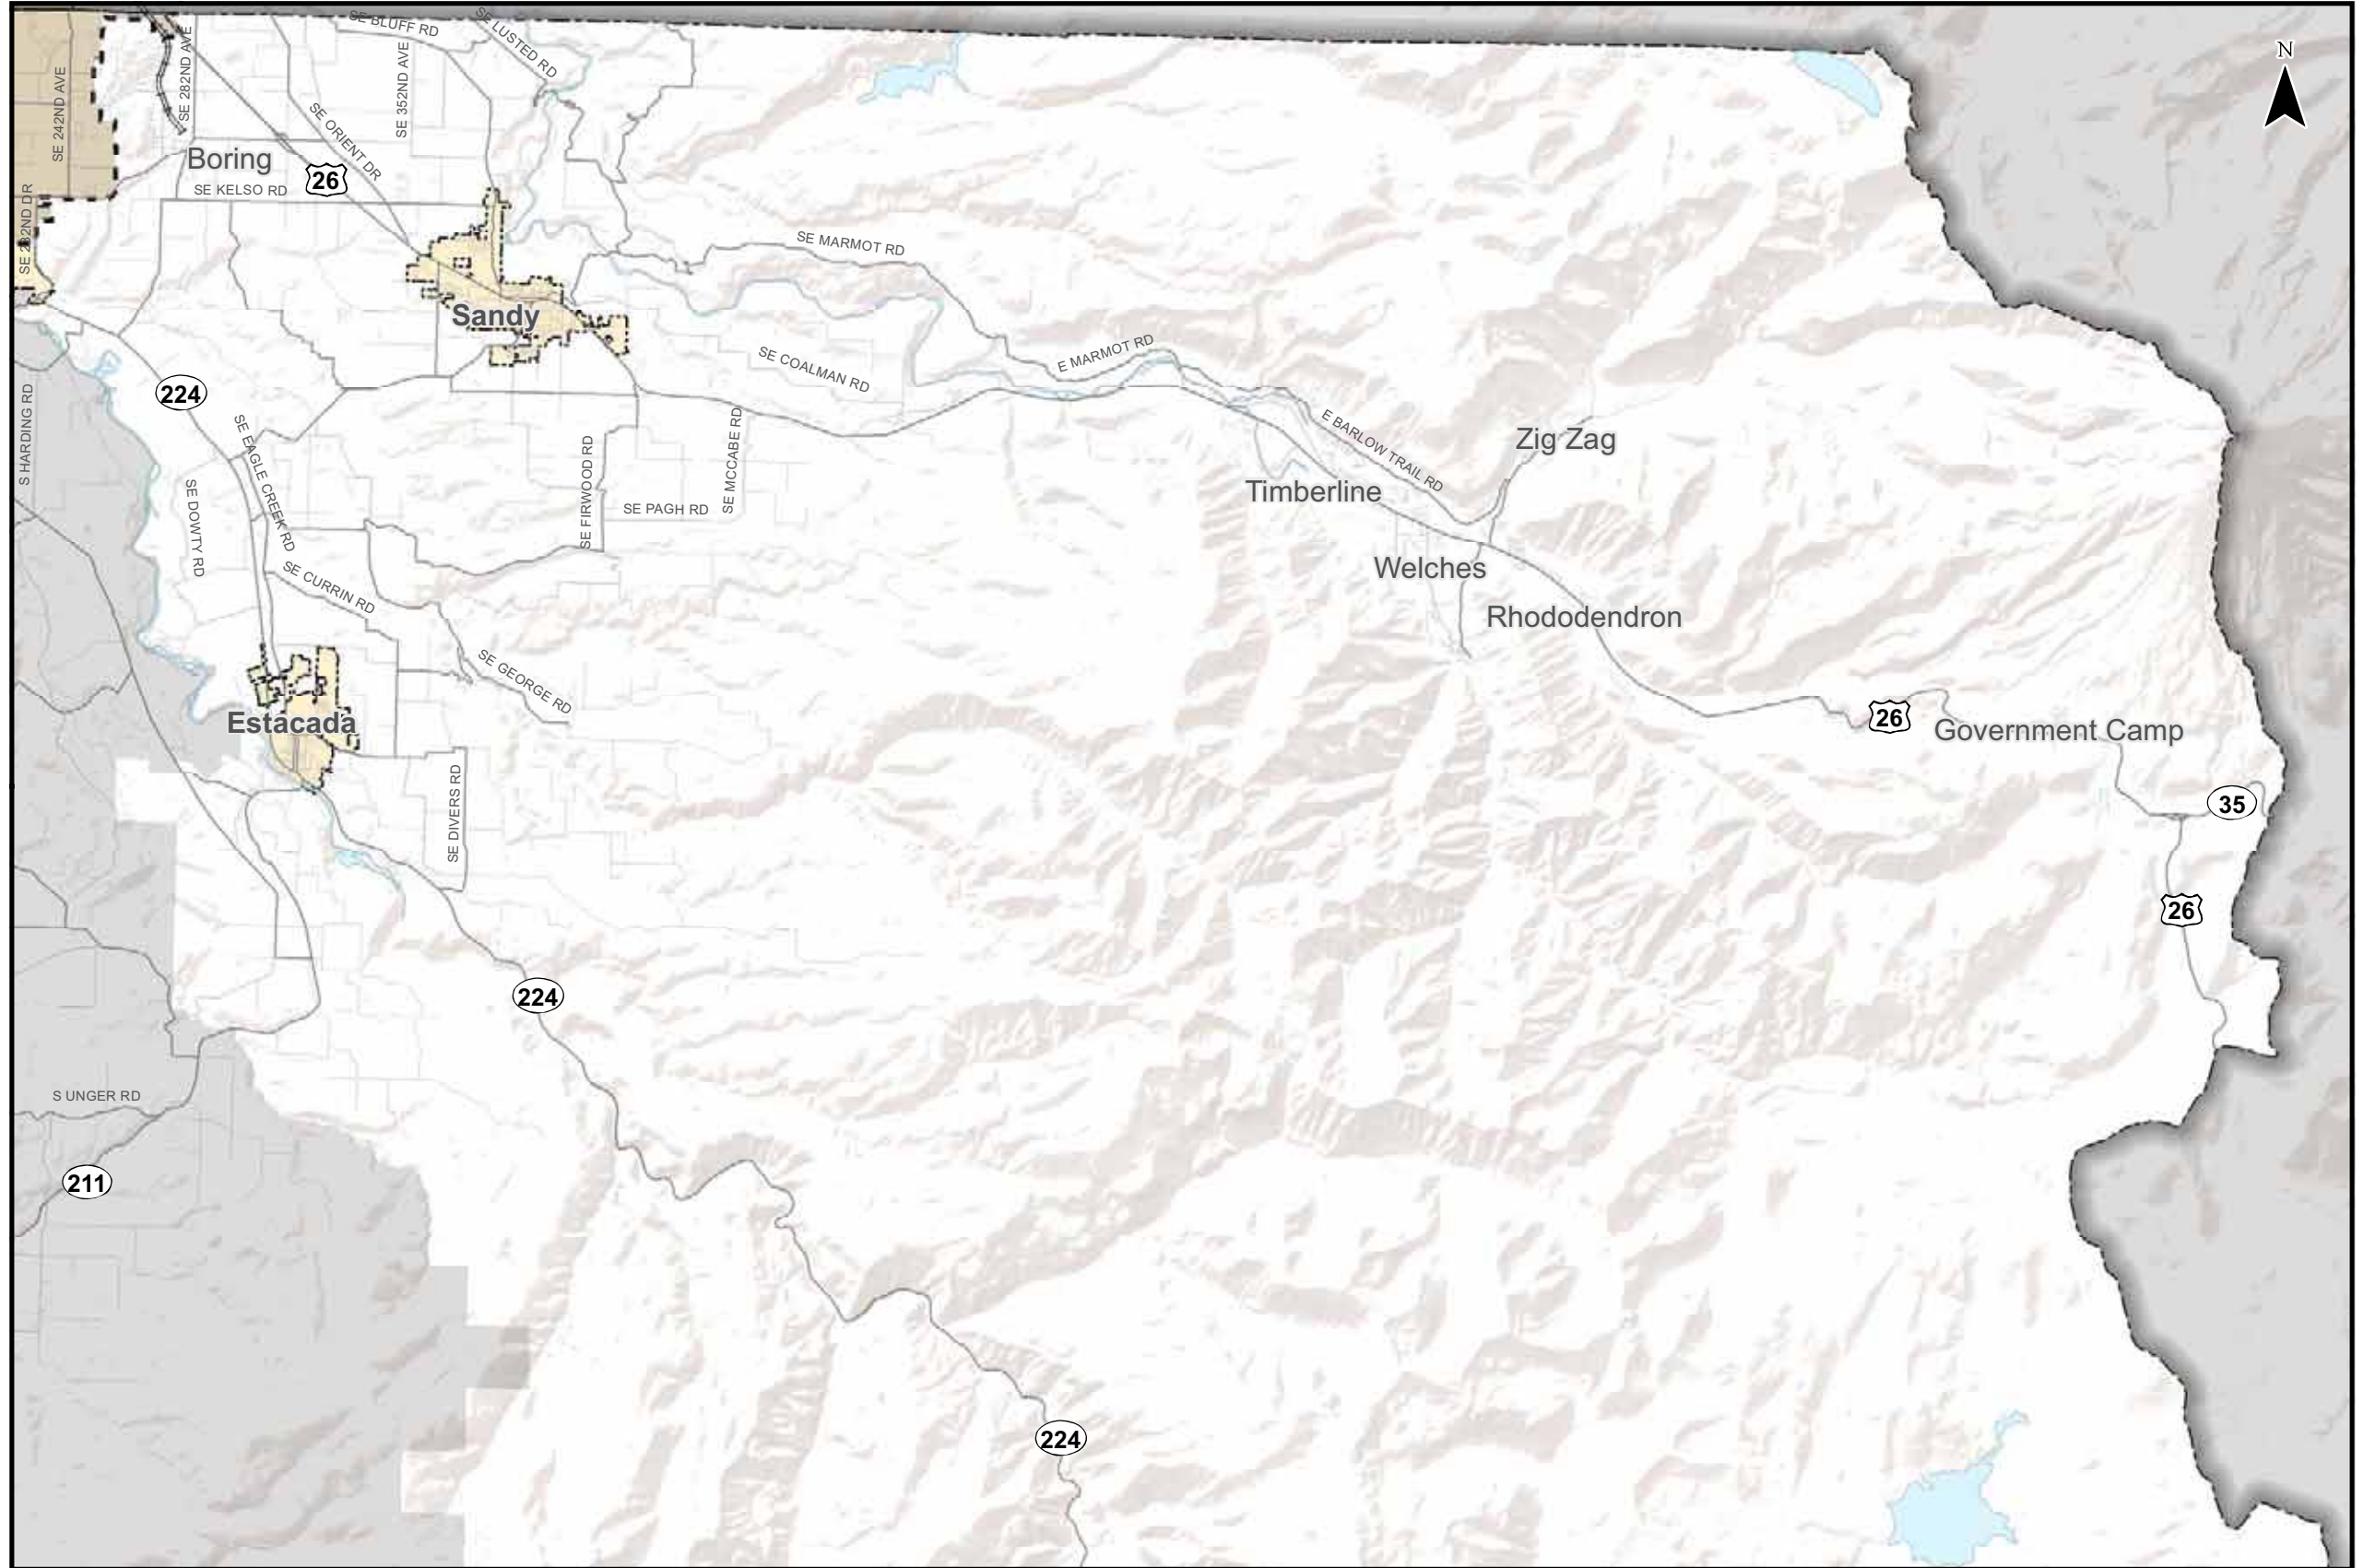 SE BLUFF RD
SE LUSTED RD
SE 282ND AVE
SE 352ND AVE
SE 242ND AVE
N
SE ORIENT DR
Boring
26
SE KELSO RD
SE 232ND DR
SE MARMOT RD
Sandy
E MARMOT RD
SE COALMAN RD
224
S HARDING RD
SE EAGLE CREEK RD
E BARLOW TRAIL RD
Zig Zag
SE FIRWOOD RD
SE MCCABE RD
Timberline
SE PAGH RD
SE DOWTY RD
Welches
SE CURRIN RD
Rhododendron
SE GEORGE RD
Estacada
26
Government Camp
SE DIVERS RD
35
26
224
S UNGER RD
211
224